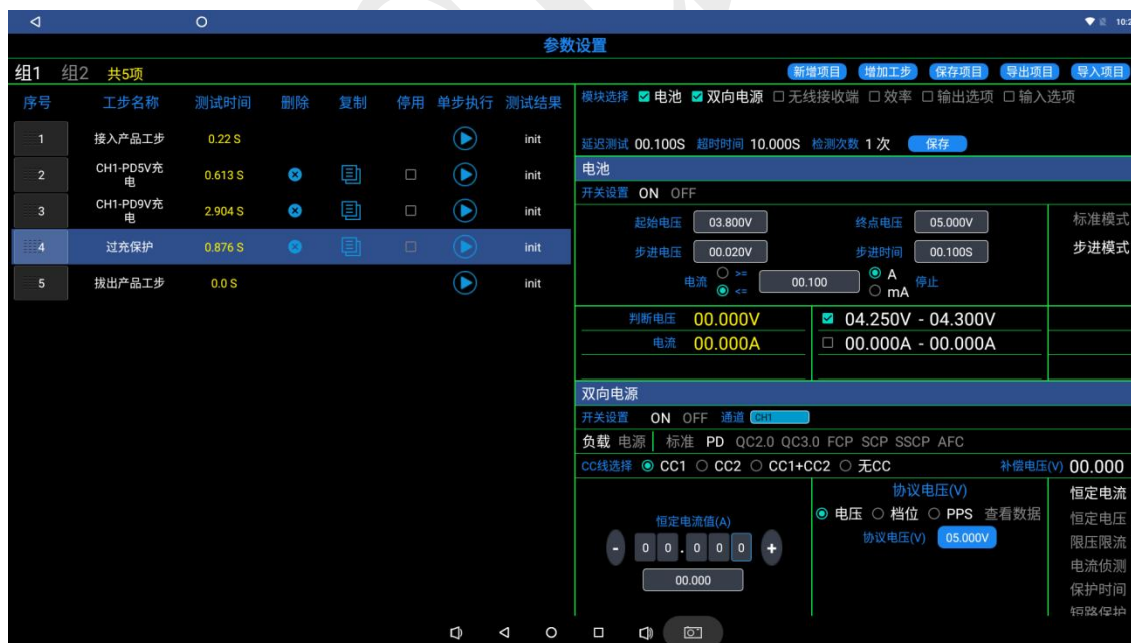 10:2
参数设置
组1 组2 共5项 新增项目 增加工步 保存项目 导出项目 导入项目
序号 工步名称 测试时间 删除 复制 停用 单步执行 测试结果
1 接入产品工步 0.22 S init
2 CH1-PD5V充电 0.613 S init
3 CH1-PD9V充电 2.904 S init
4 过充保护 0.876 S init
5 拔出产品工步 0.0 S init
模块选择 电池 双向电源 无线接收端 效率 输出选项 输入选项
延迟测试 00.100S 超时时间 10.000S 检测次数 1 次 保存
电池
开关设置 ON OFF
起始电压 03.800V 终点电压 05.000V 标准模式
步进电压 00.020V 步进时间 00.100S 步进模式
电流 >= <= 00.100 A mA 停止
判断电压 00.000V 04.250V - 04.300V
电流 00.000A 00.000A - 00.000A
双向电源
开关设置 ON OFF 通道 CH1
负载 电源 标准 PD QC2.0 QC3.0 FCP SCP SSCP AFC
CC线选择 CC1 CC2 CC1+CC2 无CC 补偿电压(V) 00.000
恒定电流值(A)
- 0 0 . 0 0 0 +
00.000
协议电压(V)
电压 档位 PPS 查看数据
协议电压(V) 05.000V
恒定电流
恒定电压
限压限流
电流侦测
保护时间
短路保护